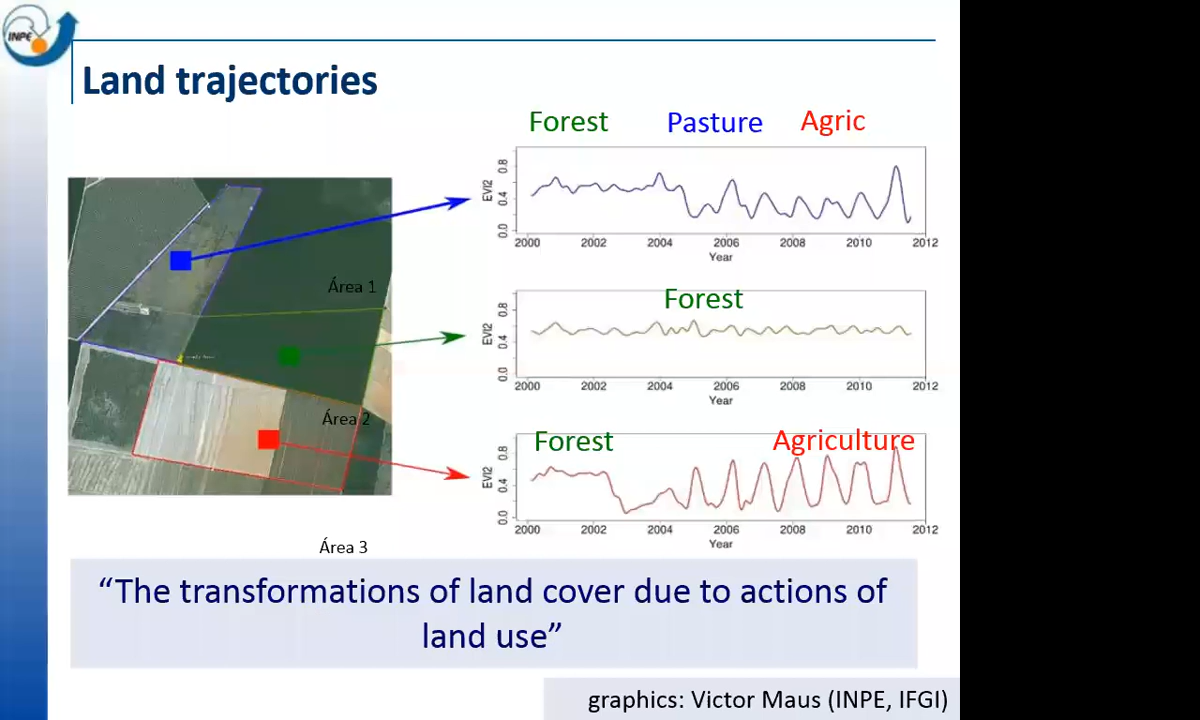 INPE
Land trajectories
Forest Pasture Agric
EVI2
0.0 0.4 0.8
2000 2002 2004 2006 2008 2010 2012
Year
Área 1
Forest
EVI2
0.0 0.4 0.8
2000 2002 2004 2006 2008 2010 2012
Year
Área 2
Forest Agriculture
EVI2
0.0 0.4 0.8
2000 2002 2004 2006 2008 2010 2012
Year
Área 3
“The transformations of land cover due to actions of
land use”
graphics: Victor Maus (INPE, IFGI)